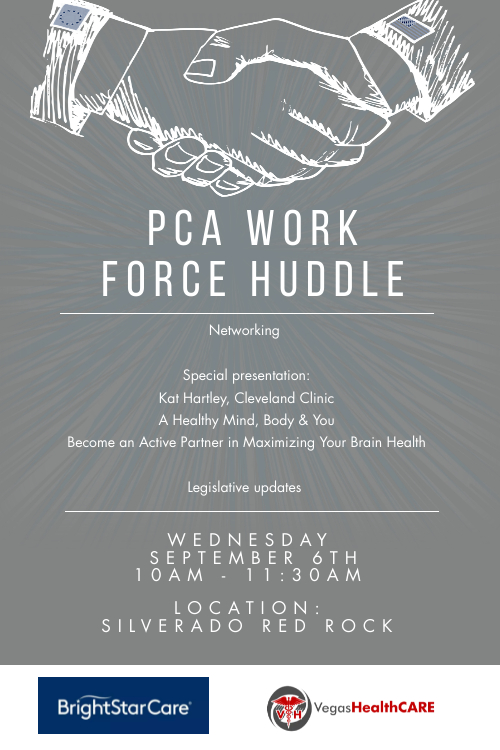 PCA WORK
FORCE HUDDLE
Networking
Special presentation:
Kat Hartley, Cleveland Clinic
A Healthy Mind, Body & You
Become an Active Partner in Maximizing Your Brain Health
Legislative updates
WEDNESDAY
SEPTEMBER 6TH
10AM - 11:30AM
LOCATION:
SILVERADO RED ROCK
BrightStarCare®
VH VegasHealthCARE